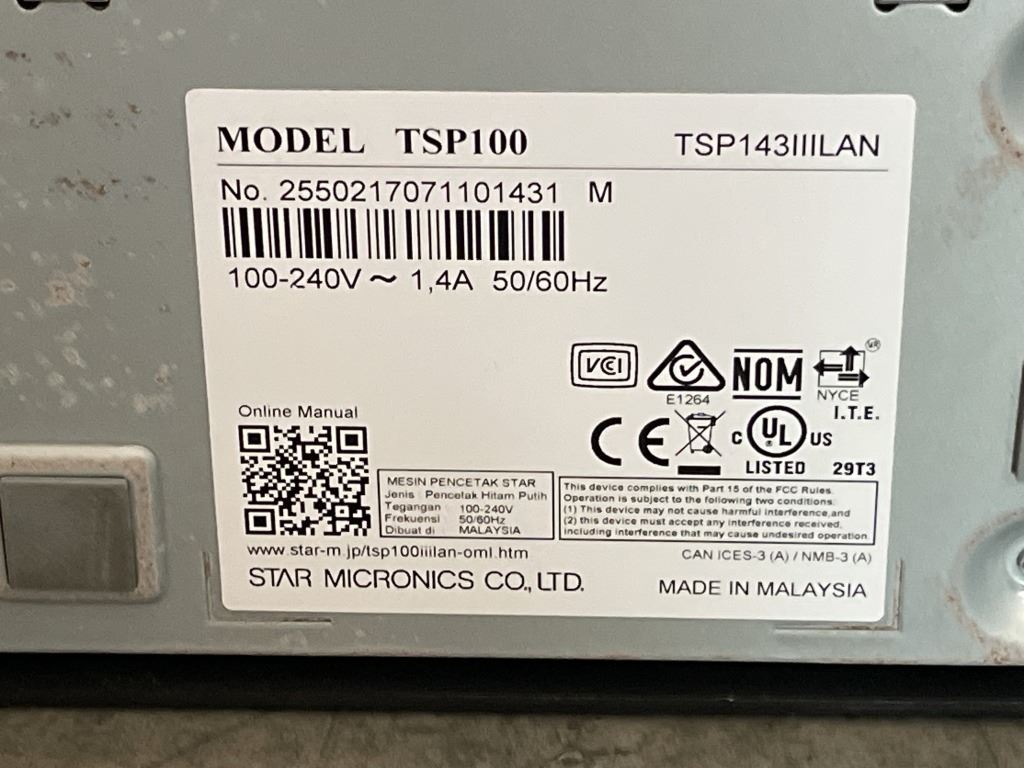 MODEL TSP100 TSP143IIILAN
No. 2550217071101431 M
100-240V ~ 1,4A 50/60Hz
VCI
E1264
NOM
NYCE
I.T.E.
CE
C UL US
LISTED 29T3
Online Manual
MESIN PENCETAK STAR
Jenis : Pencetak Hitam Putih
Tegangan : 100-240V
Frekuensi : 50/60Hz
Dibuat di : MALAYSIA
This device complies with Part 15 of the FCC Rules.
Operation is subject to the following two conditions:
(1) This device may not cause harmful interference,and
(2) this device must accept any interference received,
including interference that may cause undesired operation.
www.star-m.jp/tsp100iiilan-oml.htm
CAN ICES-3 (A) / NMB-3 (A)
STAR MICRONICS CO., LTD.
MADE IN MALAYSIA